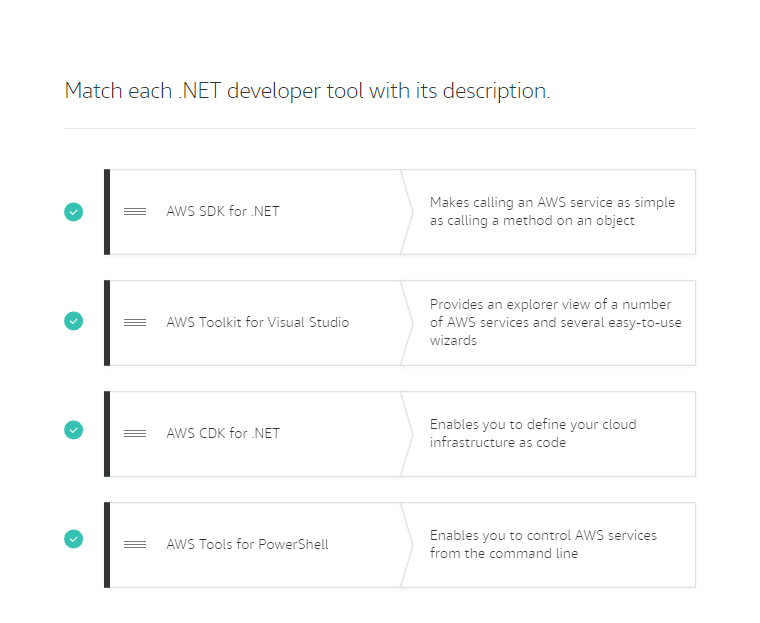 Match each .NET developer tool with its description.
AWS SDK for .NET
Makes calling an AWS service as simple
as calling a method on an object
AWS Toolkit for Visual Studio
Provides an explorer view of a number
of AWS services and several easy-to-use
wizards
AWS CDK for .NET
Enables you to define your cloud
infrastructure as code
AWS Tools for PowerShell
Enables you to control AWS services
from the command line